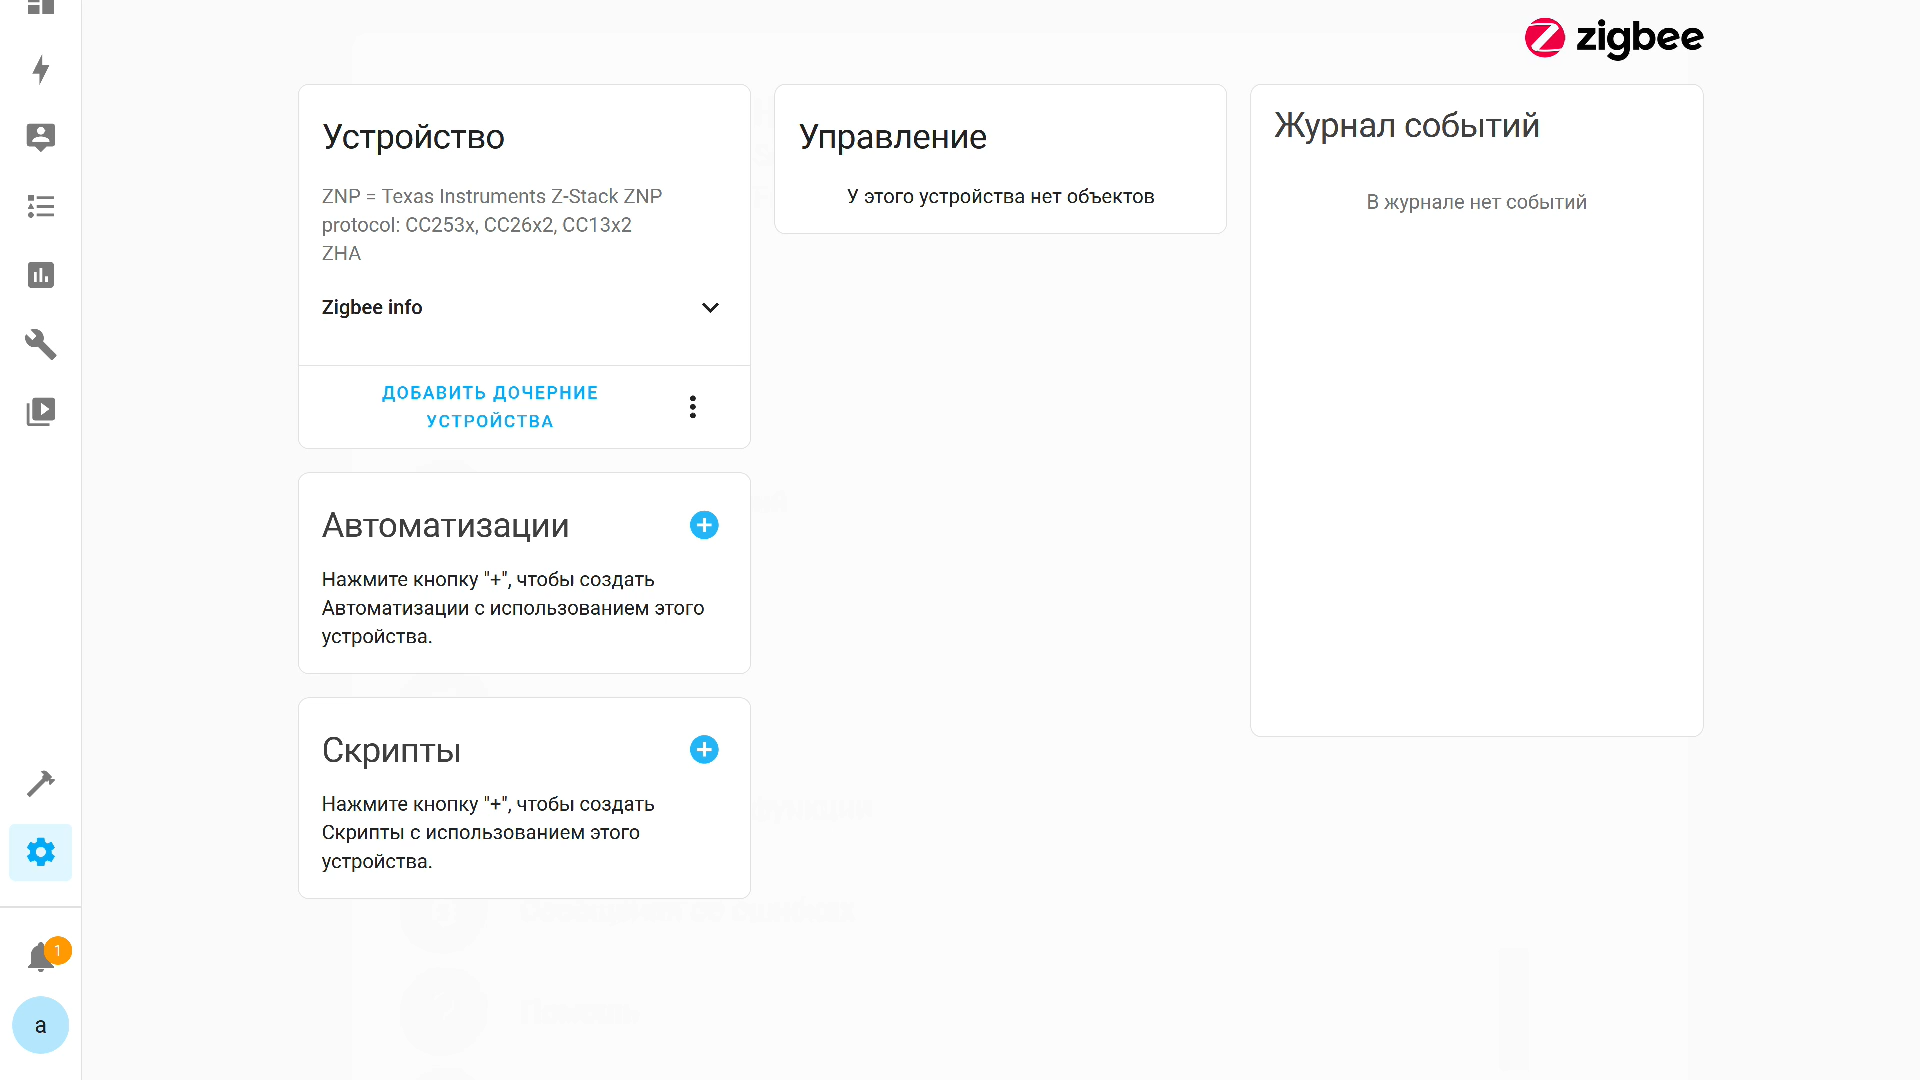 zigbee
Устройство
ZNP = Texas Instruments Z-Stack ZNP
protocol: CC253x, CC26x2, CC13x2
ZHA
Zigbee info
ДОБАВИТЬ ДОЧЕРНИЕ
УСТРОЙСТВА
Автоматизации
Нажмите кнопку "+", чтобы создать
Автоматизации с использованием этого
устройства.
Скрипты
Нажмите кнопку "+", чтобы создать
Скрипты с использованием этого
устройства.
Управление
У этого устройства нет объектов
Журнал событий
В журнале нет событий
1
a